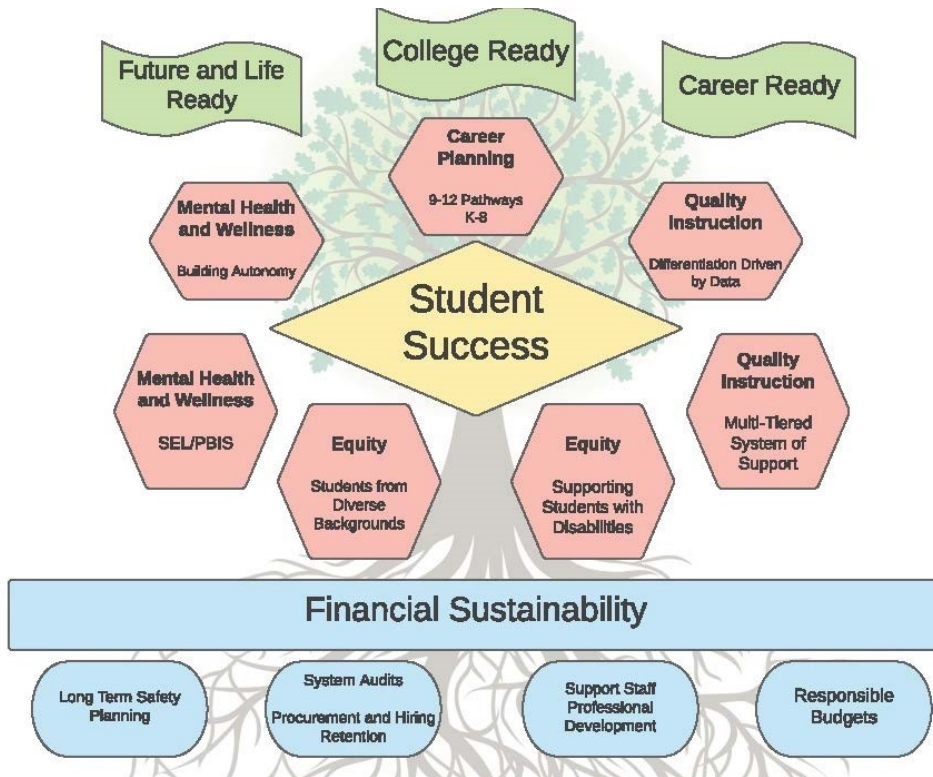 Future and Life
Ready
College Ready
Career Ready
Career
Planning
9-12 Pathways
K-8
Mental Health
and Wellness
Building Autonomy
Quality
Instruction
Differentiation Driven
by Data
Student
Success
Mental Health
and Wellness
SEL/PBIS
Quality
Instruction
Multi-Tiered
System of
Support
Equity
Students from
Diverse
Backgrounds
Equity
Supporting
Students with
Disabilities
Financial Sustainability
Long Term Safety
Planning
System Audits
Procurement and Hiring
Retention
Support Staff
Professional
Development
Responsible
Budgets